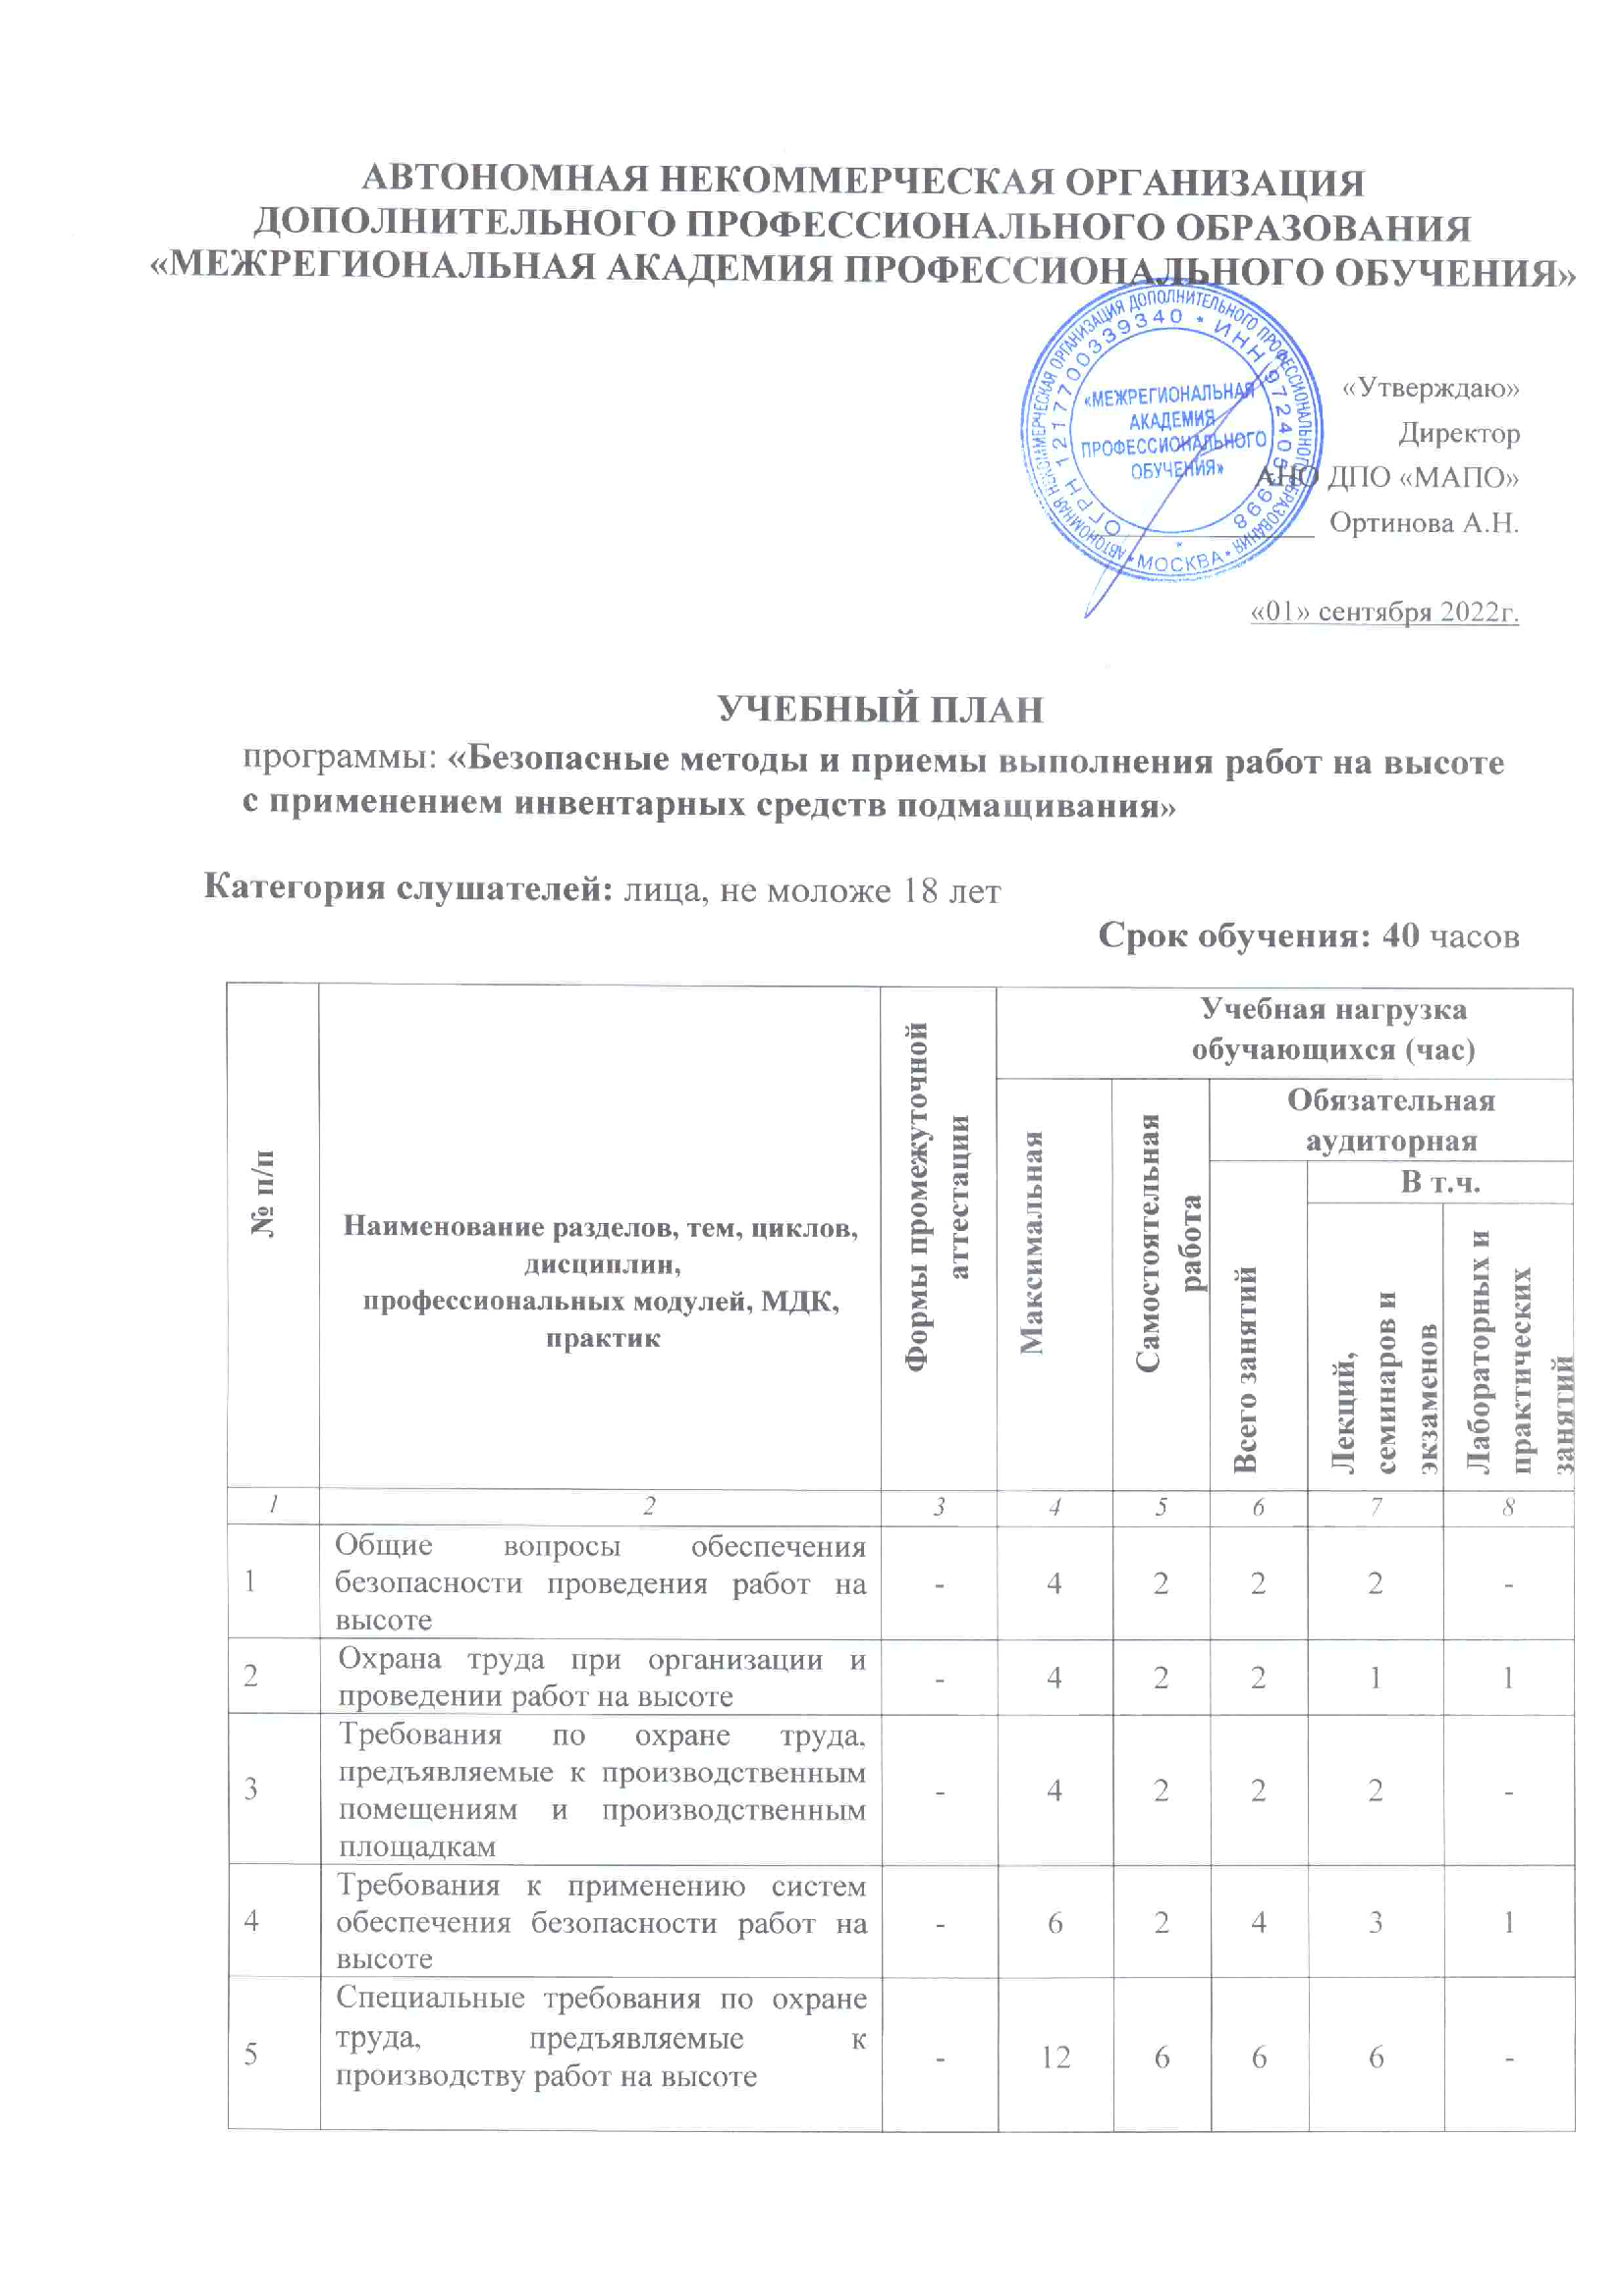 АВТОНОМНАЯ НЕКОММЕРЧЕСКАЯ ОРГАНИЗАЦИЯ
ДОПОЛНИТЕЛЬНОГО ПРОФЕССИОНАЛЬНОГО ОБРАЗОВАНИЯ
«МЕЖРЕГИОНАЛЬНАЯ АКАДЕМИЯ ПРОФЕССИОНАЛЬНОГО ОБУЧЕНИЯ»
АВТОНОМНАЯ НЕКОММЕРЧЕСКАЯ ОРГАНИЗАЦИЯ ДОПОЛНИТЕЛЬНОГО ПРОФЕССИОНАЛЬНОГО ОБРАЗОВАНИЯ
* МОСКВА *
ОГРН 1217700339340 * ИНН
«МЕЖРЕГИОНАЛЬНАЯ
АКАДЕМИЯ
ПРОФЕССИОНАЛЬНОГО
ОБУЧЕНИЯ»
«Утверждаю»
Директор
АНО ДПО «МАПО»
Ортинова А.Н.
«01» сентября 2022г.
УЧЕБНЫЙ ПЛАН
программы: «Безопасные методы и приемы выполнения работ на высоте
с применением инвентарных средств подмащивания»
Категория слушателей: лица, не моложе 18 лет
Срок обучения: 40 часов
№ п/п
Наименование разделов, тем, циклов,
дисциплин,
профессиональных модулей, МДК,
практик
Формы промежуточной
аттестации
Учебная нагрузка
обучающихся (час)
Максимальная
Самостоятельная
работа
Обязательная
аудиторная
Всего занятий
В т.ч.
Лекций,
семинаров и
экзаменов
Лабораторных и
практических
занятий
1 2 3 4 5 6 7 8
1
Общие вопросы обеспечения
безопасности проведения работ на
высоте
- 4 2 2 2 -
2
Охрана труда при организации и
проведении работ на высоте
- 4 2 2 1 1
3
Требования по охране труда,
предъявляемые к производственным
помещениям и производственным
площадкам
- 4 2 2 2 -
4
Требования к применению систем
обеспечения безопасности работ на
высоте
- 6 2 4 3 1
5
Специальные требования по охране
труда, предъявляемые к
производству работ на высоте
- 12 6 6 6 -